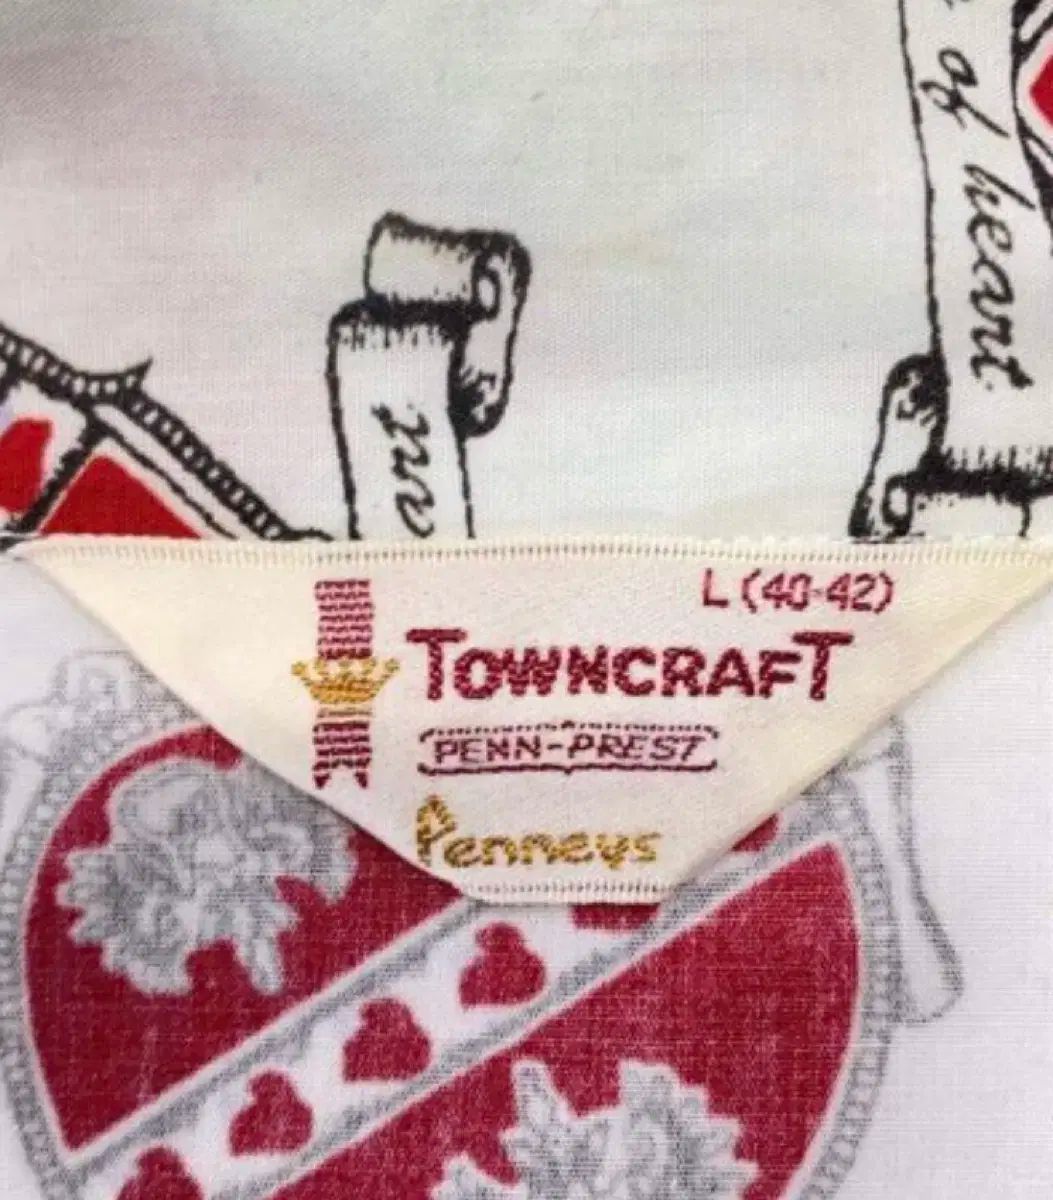 of heart
L (40-42)
TOWNCRAFT
PENN-PREST
Penneys